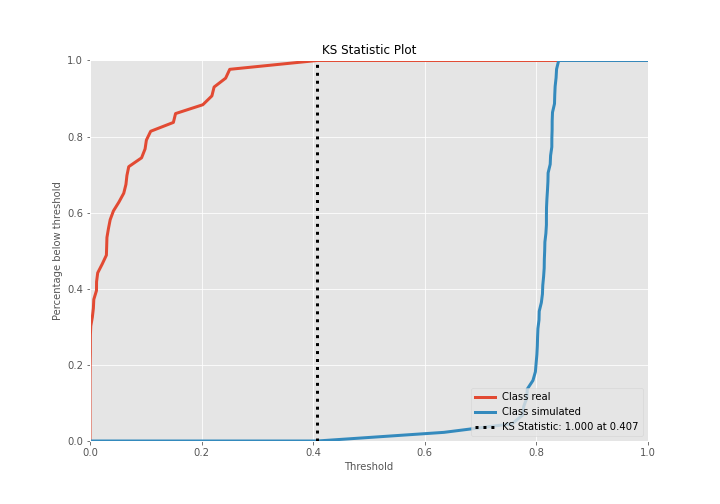 KS Statistic Plot
1.0
0.8
0.6
0.4
0.2
0.0
Percentage below threshold
Class real
Class simulated
KS Statistic: 1.000 at 0.407
0.0 0.2 0.4 0.6 0.8 1.0
Threshold